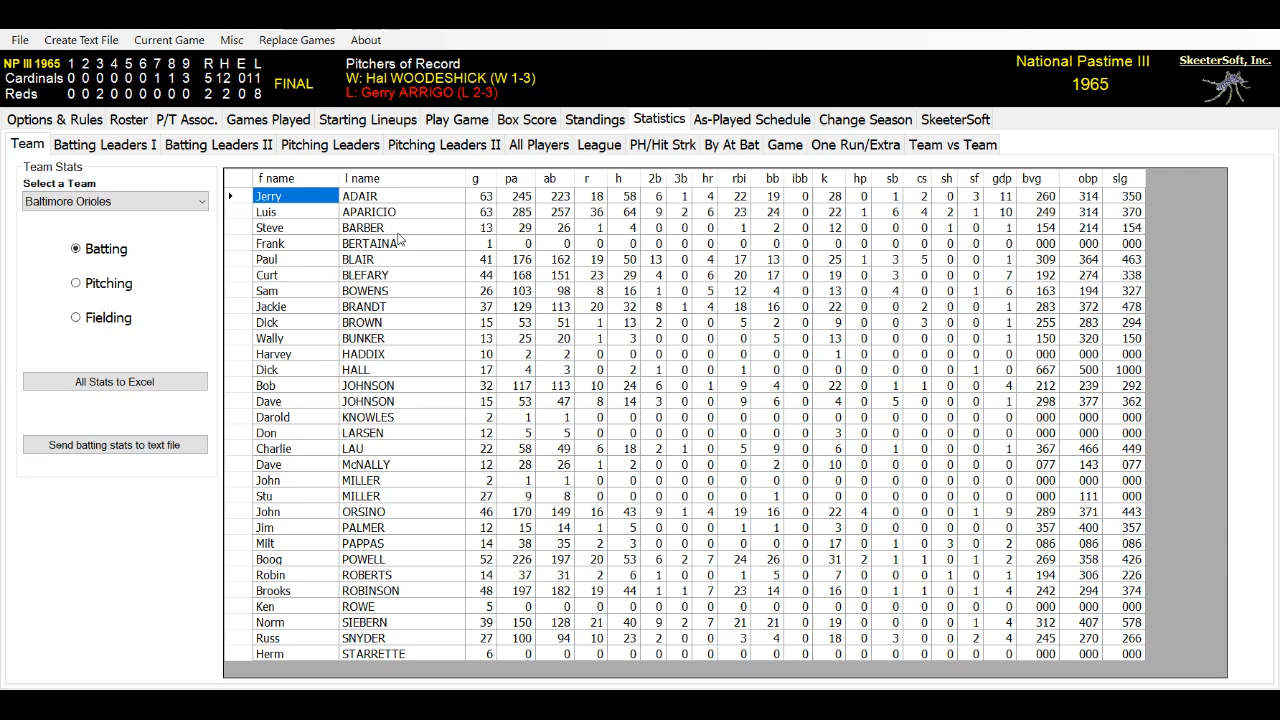 File Create Text File Current Game Misc Replace Games About
NP III 1965 1 2 3 4 5 6 7 8 9 R H E L
Cardinals 0 0 0 0 0 0 1 1 3 5 12 0 11
Reds 0 0 2 0 0 0 0 0 0 2 2 0 8
FINAL
Pitchers of Record
W: Hal WOODESHICK (W 1-3)
L: Gerry ARRIGO (L 2-3)
National Pastime III
1965
SkeeterSoft, Inc.
Options & Rules Roster P/T Assoc. Games Played Starting Lineups Play Game Box Score Standings Statistics As-Played Schedule Change Season SkeeterSoft
Team Batting Leaders I Batting Leaders II Pitching Leaders Pitching Leaders II All Players League PH/Hit Strk By At Bat Game One Run/Extra Team vs Team
Team Stats
Select a Team
Baltimore Orioles
Batting
Pitching
Fielding
All Stats to Excel
Send batting stats to text file
f name l name g pa ab r h 2b 3b hr rbi bb ibb k hp sb cs sh sf gdp bvg obp slg
Jerry ADAIR 63 245 223 18 58 6 1 4 22 19 0 28 0 1 2 0 3 11 260 314 350
Luis APARICIO 63 285 257 36 64 9 2 6 23 24 0 22 1 6 4 2 1 10 249 314 370
Steve BARBER 13 29 26 1 4 0 0 0 1 2 0 12 0 0 0 1 0 0 154 214 154
Frank BERTAINA 1 0 0 0 0 0 0 0 0 0 0 0 0 0 0 0 0 0 000 000 000
Paul BLAIR 41 176 162 19 50 13 0 4 17 13 0 25 1 3 5 0 0 1 309 364 463
Curt BLEFARY 44 168 151 23 29 4 0 6 20 17 0 19 0 3 0 0 0 7 192 274 338
Sam BOWENS 26 103 98 8 16 1 0 5 12 4 0 13 0 4 0 0 1 6 163 194 327
Jackie BRANDT 37 129 113 20 32 8 1 4 18 16 0 22 0 0 2 0 0 1 283 372 478
Dick BROWN 15 53 51 1 13 2 0 0 5 2 0 9 0 0 3 0 0 1 255 283 294
Wally BUNKER 13 25 20 1 3 0 0 0 0 5 0 13 0 0 0 0 0 1 150 320 150
Harvey HADDIX 10 2 2 0 0 0 0 0 0 0 0 1 0 0 0 0 0 0 000 000 000
Dick HALL 17 4 3 0 2 1 0 0 1 0 0 0 0 0 0 0 1 0 667 500 1000
Bob JOHNSON 32 117 113 10 24 6 0 1 9 4 0 22 0 1 1 0 0 4 212 239 292
Dave JOHNSON 15 53 47 8 14 3 0 0 9 6 0 4 0 5 0 0 0 1 298 377 362
Darold KNOWLES 2 1 1 0 0 0 0 0 0 0 0 0 0 0 0 0 0 0 000 000 000
Don LARSEN 12 5 5 0 0 0 0 0 0 0 0 3 0 0 0 0 0 0 000 000 000
Charlie LAU 22 58 49 6 18 2 1 0 5 9 0 6 0 1 0 0 0 1 367 466 449
Dave McNALLY 12 28 26 1 2 0 0 0 0 2 0 10 0 0 0 0 0 0 077 143 077
John MILLER 2 1 1 0 0 0 0 0 0 0 0 0 0 0 0 0 0 0 000 000 000
Stu MILLER 27 9 8 0 0 0 0 0 0 1 0 0 0 0 0 0 0 0 000 111 000
John ORSINO 46 170 149 16 43 9 1 4 19 16 0 22 4 0 0 0 1 9 289 371 443
Jim PALMER 12 15 14 1 5 0 0 0 1 1 0 3 0 0 0 0 0 0 357 400 357
Milt PAPPAS 14 38 35 2 3 0 0 0 0 0 0 17 0 1 0 3 0 2 086 086 086
Boog POWELL 52 226 197 20 53 6 2 7 24 26 0 31 2 1 1 0 1 2 269 358 426
Robin ROBERTS 14 37 31 2 6 1 0 0 1 5 0 7 0 0 0 1 0 1 194 306 226
Brooks ROBINSON 48 197 182 19 44 1 1 7 23 14 0 16 0 1 1 0 1 4 242 294 374
Ken ROWE 5 0 0 0 0 0 0 0 0 0 0 0 0 0 0 0 0 0 000 000 000
Norm SIEBERN 39 150 128 21 40 9 2 7 21 21 0 19 0 0 0 0 1 4 312 407 578
Russ SNYDER 27 100 94 10 23 2 0 0 3 4 0 18 0 3 0 0 2 4 245 270 266
Herm STARRETTE 6 0 0 0 0 0 0 0 0 0 0 0 0 0 0 0 0 0 000 000 000